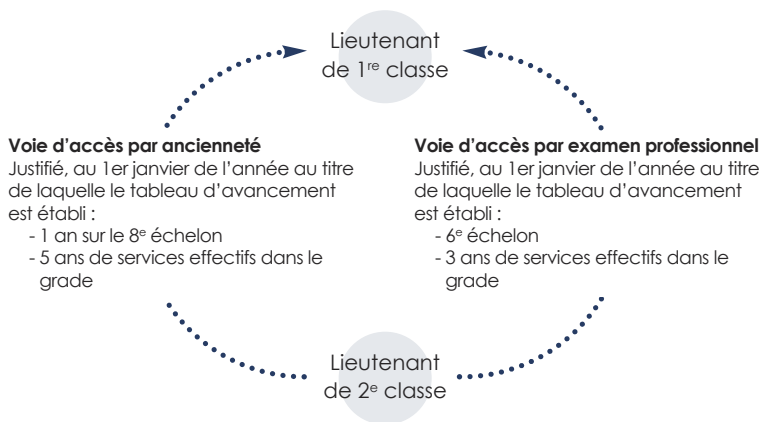 Lieutenant
de 1re classe
Voie d'accès par ancienneté
Justifié, au 1er janvier de l'année au titre
de laquelle le tableau d'avancement
est établi :
- 1 an sur le 8e échelon
- 5 ans de services effectifs dans le
grade
Voie d'accès par examen professionnel
Justifié, au 1er janvier de l'année au titre
de laquelle le tableau d'avancement
est établi :
- 6e échelon
- 3 ans de services effectifs dans le
grade
Lieutenant
de 2e classe